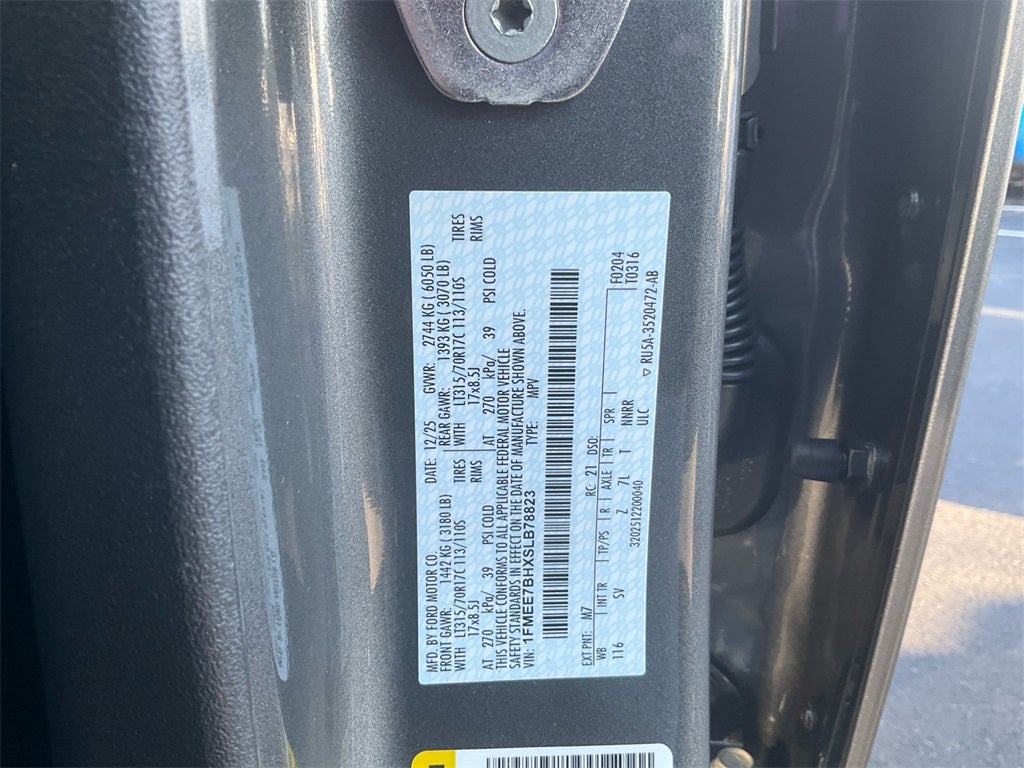 MFD. BY FORD MOTOR CO. DATE: 12/25 GVWR: 2744 KG ( 6050 LB)
FRONT GAWR: 1442 KG ( 3180 LB) REAR GAWR: 1393 KG ( 3070 LB)
WITH LT315/70R17C 113/110S TIRES WITH LT315/70R17C 113/110S TIRES
17x8.5J RIMS 17x8.5J RIMS
AT 270 kPa/ 39 PSI COLD AT 270 kPa/ 39 PSI COLD
THIS VEHICLE CONFORMS TO ALL APPLICABLE FEDERAL MOTOR VEHICLE
SAFETY STANDARDS IN EFFECT ON THE DATE OF MANUFACTURE SHOWN ABOVE.
VIN: 1FMEE7BHXSLB78823 TYPE: MPV
EXT PNT: M7 RC: 21 DSO: F0204
WB INT TR TP/PS R AXLE TR SPR T0316
116 5V Z 7L T NNRR
3202512200040 ULC ▽ RU5A-3520472-AB